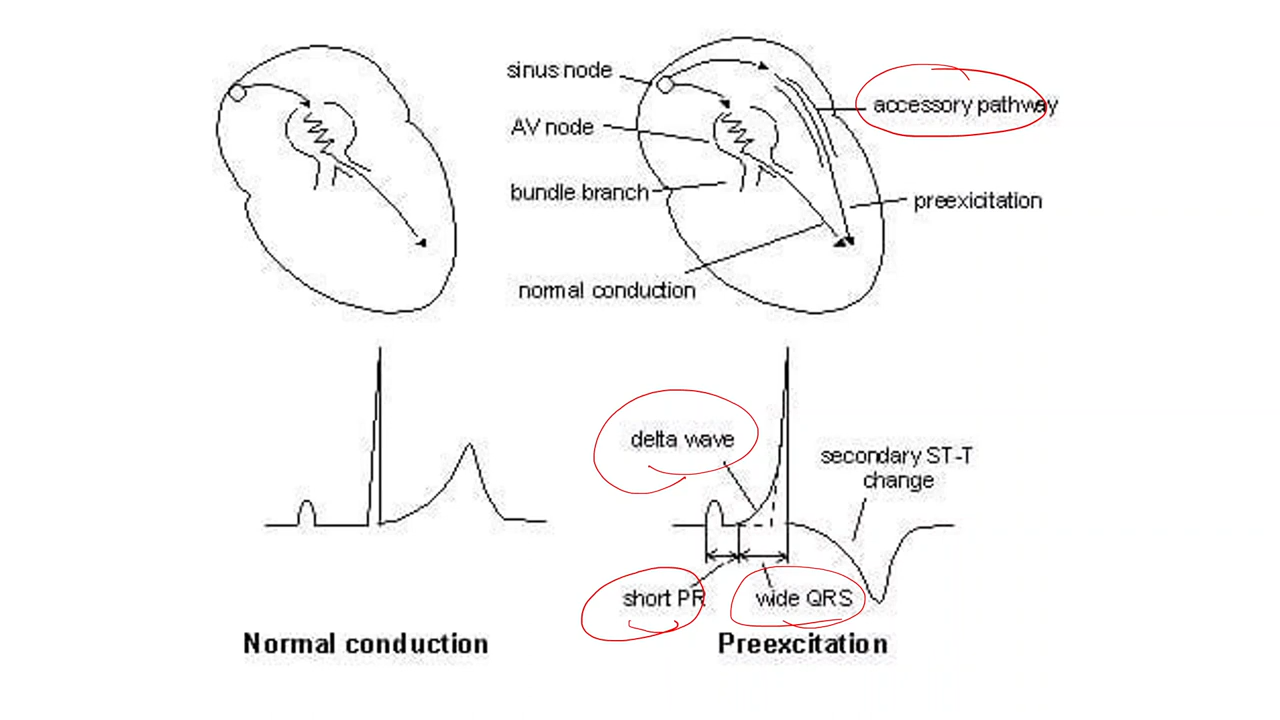 sinus node
accessory pathway
AV node
bundle branch
preexicitation
normal conduction
delta wave
secondary ST-T
change
short PR
wide QRS
Normal conduction
Preexcitation